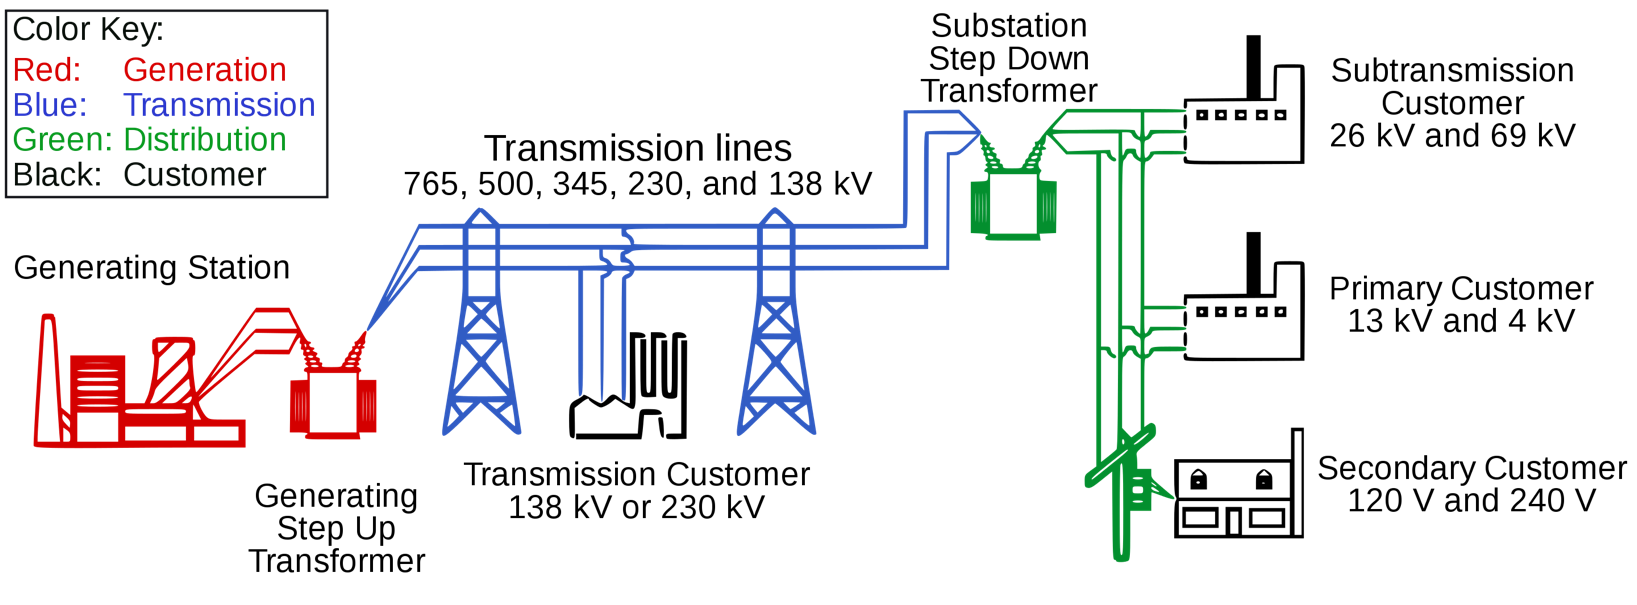 Color Key:
Red: Generation
Blue: Transmission
Green: Distribution
Black: Customer
Generating Station
Generating
Step Up
Transformer
Transmission lines
765, 500, 345, 230, and 138 kV
Transmission Customer
138 kV or 230 kV
Substation
Step Down
Transformer
Subtransmission
Customer
26 kV and 69 kV
Primary Customer
13 kV and 4 kV
Secondary Customer
120 V and 240 V